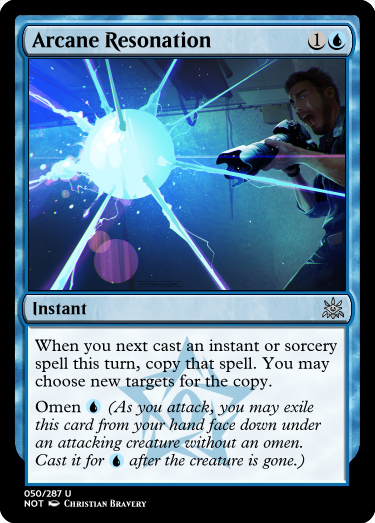 Arcane Resonation 1
Instant
When you next cast an instant or sorcery
spell this turn, copy that spell. You may
choose new targets for the copy.
Omen (As you attack, you may exile
this card from your hand face down under
an attacking creature without an omen.
Cast it for after the creature is gone.)
050/287 U
NOT Christian Bravery